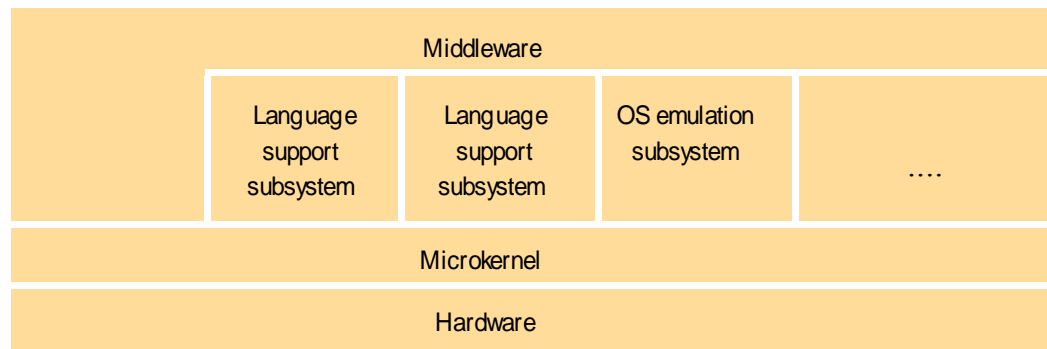 Middleware
Language
support
subsystem
Language
support
subsystem
OS emulation
subsystem
....
Microkernel
Hardware